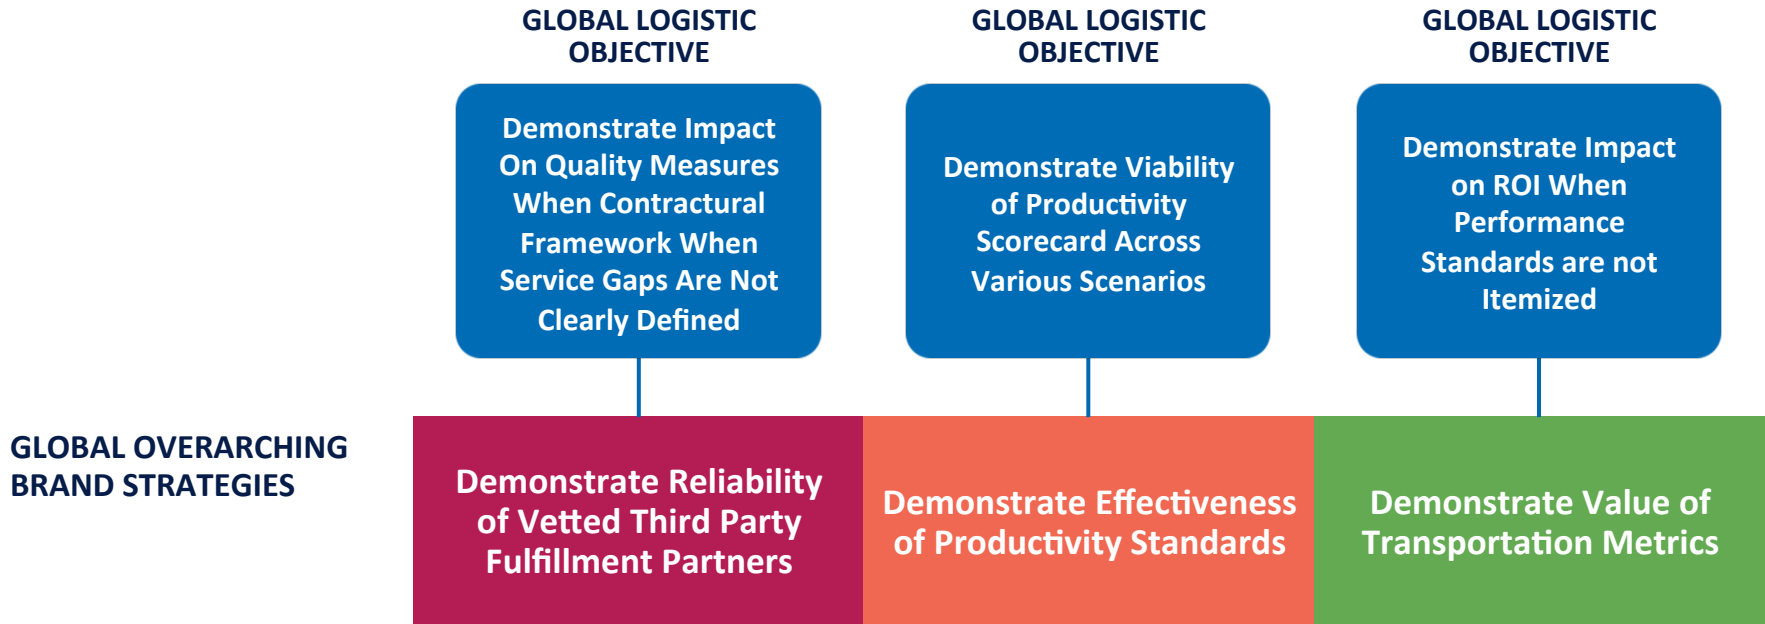 GLOBAL LOGISTIC
OBJECTIVE
Demonstrate Impact
On Quality Measures
When Contractural
Framework When
Service Gaps Are Not
Clearly Defined
GLOBAL LOGISTIC
OBJECTIVE
Demonstrate Viability
of Productivity
Scorecard Across
Various Scenarios
GLOBAL LOGISTIC
OBJECTIVE
Demonstrate Impact
on ROI When
Performance
Standards are not
Itemized
GLOBAL OVERARCHING
BRAND STRATEGIES
Demonstrate Reliability
of Vetted Third Party
Fulfillment Partners
Demonstrate Effectiveness
of Productivity Standards
Demonstrate Value of
Transportation Metrics